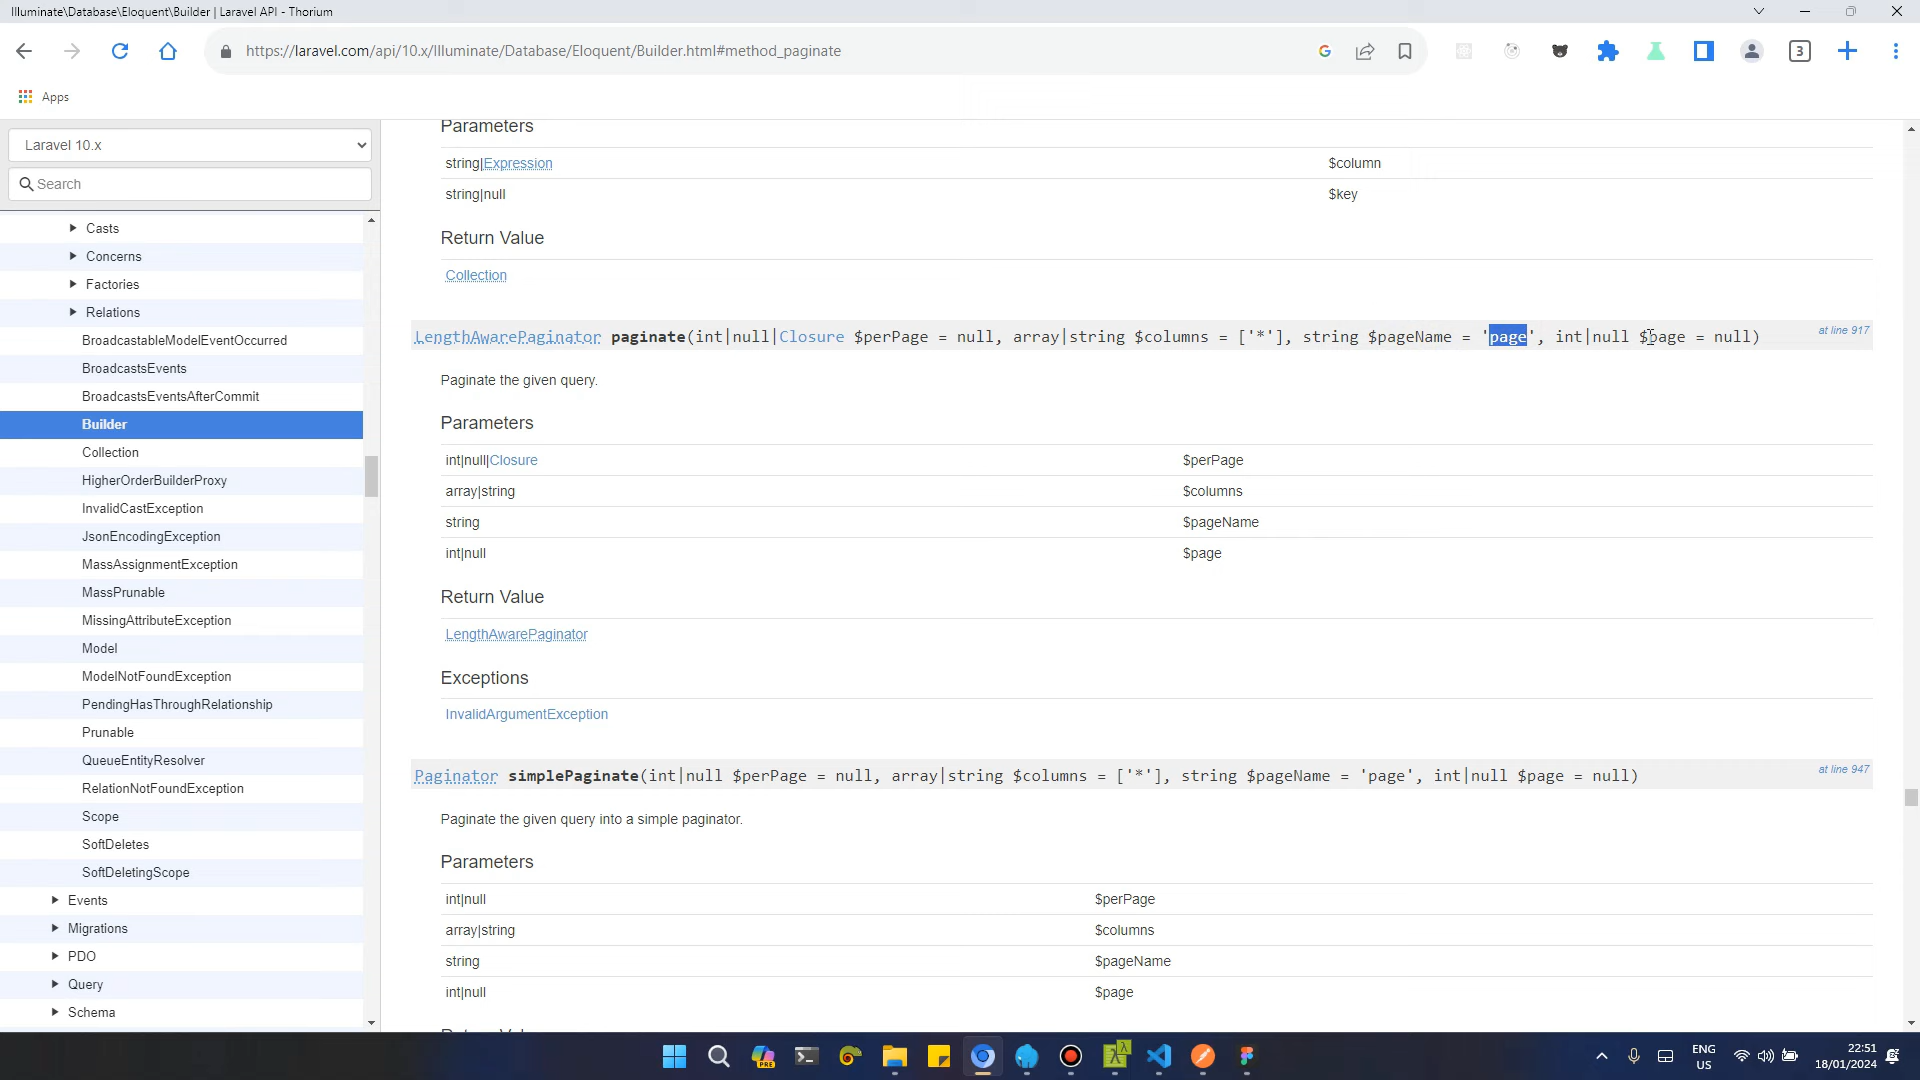 Illuminate\Database\Eloquent\Builder | Laravel API - Thorium
https://laravel.com/api/10.x/Illuminate/Database/Eloquent/Builder.html#method_paginate
3
Apps
Laravel 10.x
Search
Casts
Concerns
Factories
Relations
BroadcastableModelEventOccurred
BroadcastsEvents
BroadcastsEventsAfterCommit
Builder
Collection
HigherOrderBuilderProxy
InvalidCastException
JsonEncodingException
MassAssignmentException
MassPrunable
MissingAttributeException
Model
ModelNotFoundException
PendingHasThroughRelationship
Prunable
QueueEntityResolver
RelationNotFoundException
Scope
SoftDeletes
SoftDeletingScope
Events
Migrations
PDO
Query
Schema
Parameters
string|Expression $column
string|null $key
Return Value
Collection
LengthAwarePaginator paginate(int|null|Closure $perPage = null, array|string $columns = ['*'], string $pageName = 'page', int|null $page = null) at line 917
Paginate the given query.
Parameters
int|null|Closure $perPage
array|string $columns
string $pageName
int|null $page
Return Value
LengthAwarePaginator
Exceptions
InvalidArgumentException
Paginator simplePaginate(int|null $perPage = null, array|string $columns = ['*'], string $pageName = 'page', int|null $page = null) at line 947
Paginate the given query into a simple paginator.
Parameters
int|null $perPage
array|string $columns
string $pageName
int|null $page
PRE
ENG
US
22:51
18/01/2024